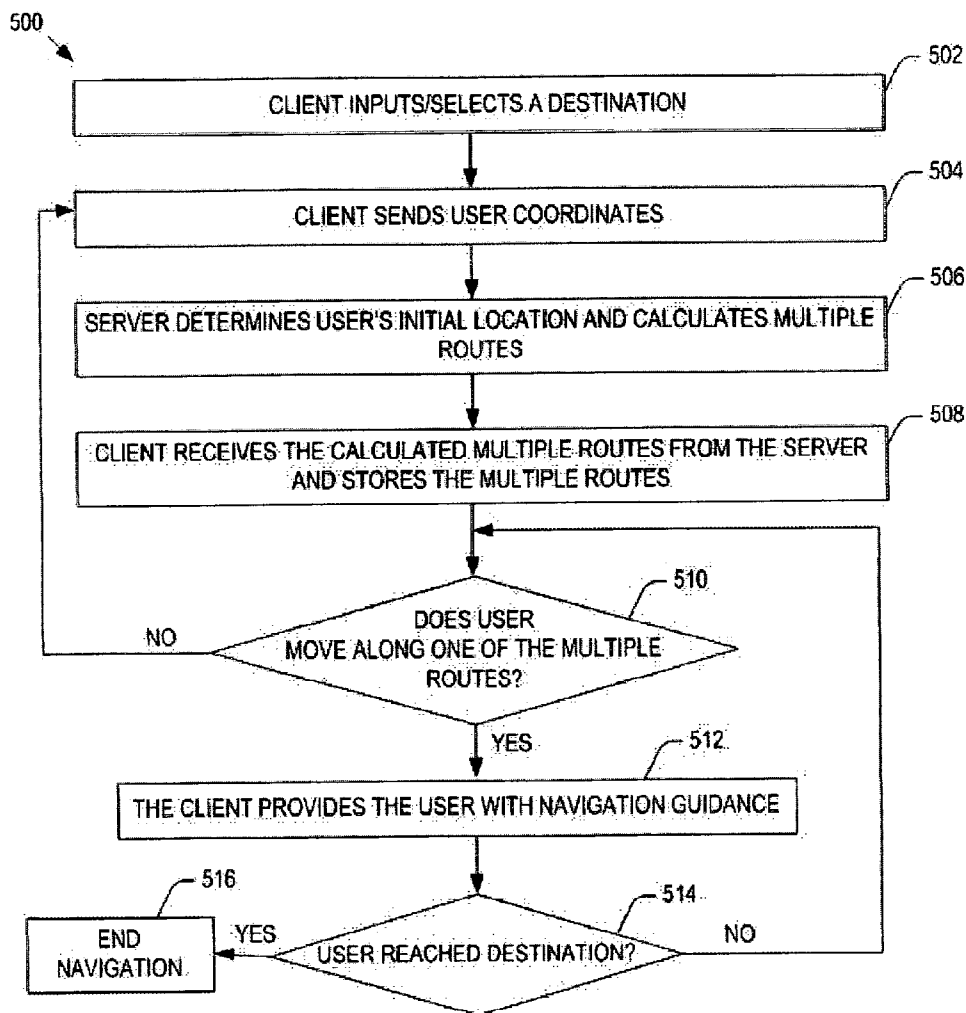 500
502
CLIENT INPUTS/SELECTS A DESTINATION
504
CLIENT SENDS USER COORDINATES
506
SERVER DETERMINES USER'S INITIAL LOCATION AND CALCULATES MULTIPLE
ROUTES
508
CLIENT RECEIVES THE CALCULATED MULTIPLE ROUTES FROM THE SERVER
AND STORES THE MULTIPLE ROUTES
510
DOES USER
MOVE ALONG ONE OF THE MULTIPLE
ROUTES?
NO
YES
512
THE CLIENT PROVIDES THE USER WITH NAVIGATION GUIDANCE
514
USER REACHED DESTINATION?
NO
YES
516
END
NAVIGATION